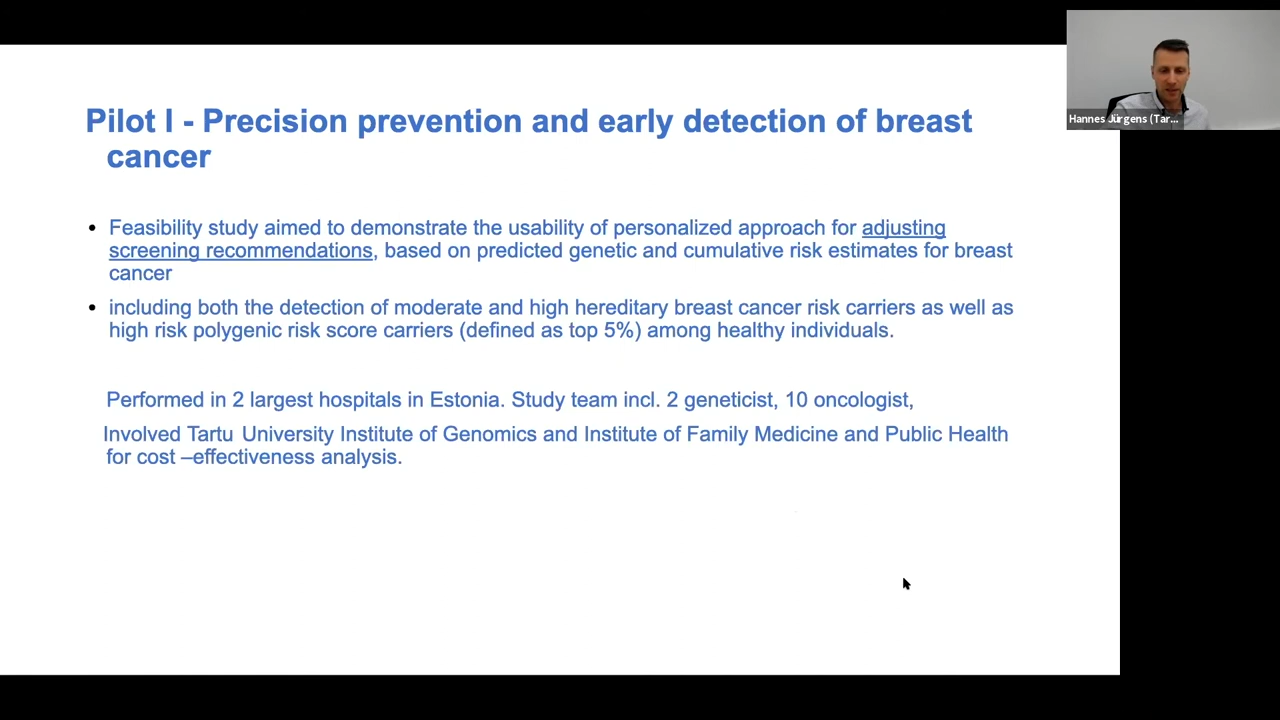 Pilot I - Precision prevention and early detection of breast
cancer
• Feasibility study aimed to demonstrate the usability of personalized approach for adjusting
screening recommendations, based on predicted genetic and cumulative risk estimates for breast
cancer
• including both the detection of moderate and high hereditary breast cancer risk carriers as well as
high risk polygenic risk score carriers (defined as top 5%) among healthy individuals.
Performed in 2 largest hospitals in Estonia. Study team incl. 2 geneticist, 10 oncologist,
Involved Tartu University Institute of Genomics and Institute of Family Medicine and Public Health
for cost –effectiveness analysis.
Hannes Jürgens (Tar...